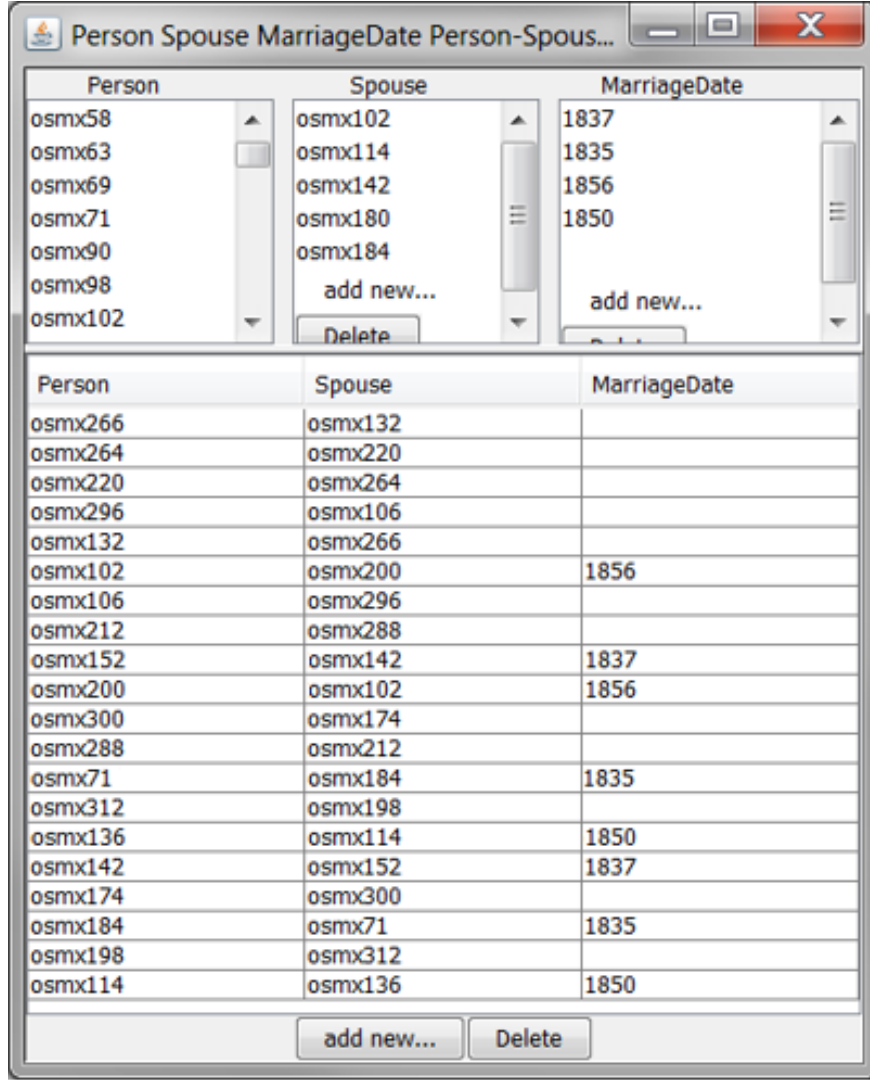 Person Spouse MarriageDate Person-Spous...
Person Spouse MarriageDate
osmx58 osmx102 1837
osmx63 osmx114 1835
osmx69 osmx142 1856
osmx71 osmx180 1850
osmx90 osmx184
osmx98 add new... add new...
osmx102 Delete
Person Spouse MarriageDate
osmx266 osmx132
osmx264 osmx220
osmx220 osmx264
osmx296 osmx106
osmx132 osmx266
osmx102 osmx200 1856
osmx106 osmx296
osmx212 osmx288
osmx152 osmx142 1837
osmx200 osmx102 1856
osmx300 osmx174
osmx288 osmx212
osmx71 osmx184 1835
osmx312 osmx198
osmx136 osmx114 1850
osmx142 osmx152 1837
osmx174 osmx300
osmx184 osmx71 1835
osmx198 osmx312
osmx114 osmx136 1850
add new... Delete